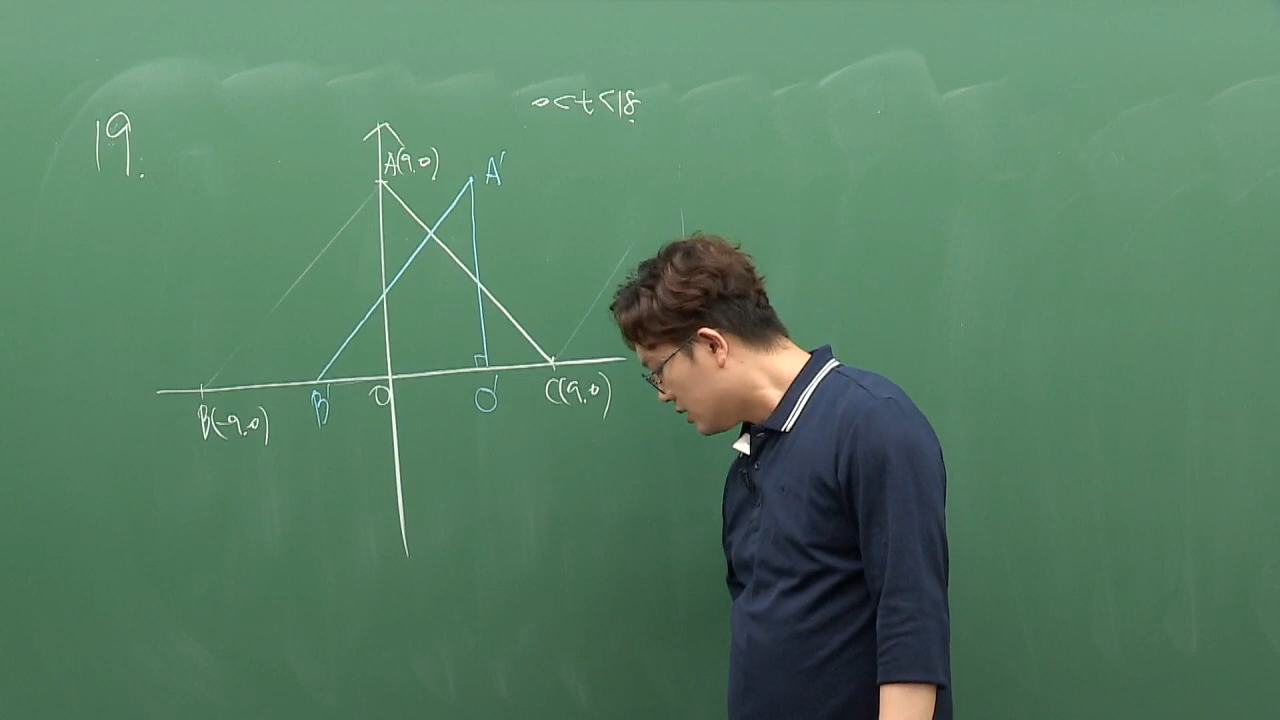 0<t<18
19.
A(9,0)
A'
B(-9,0)
B'
O
O'
C(9,0)